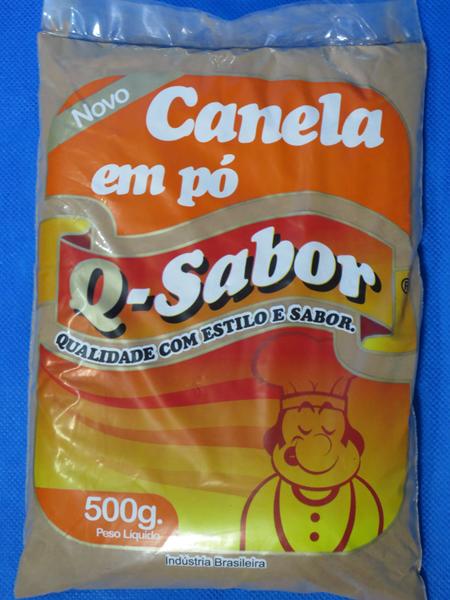 Novo
Canela
em pó
Q-Sabor
®
QUALIDADE COM ESTILO E SABOR.
500g.
Peso Líquido
Indústria Brasileira